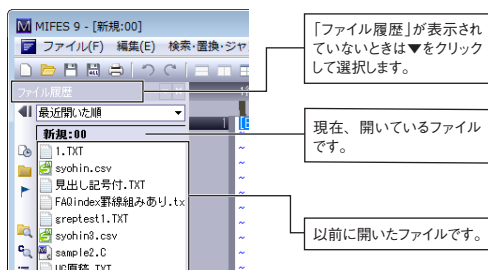 MIFES 9 - [新規:00]
ファイル(F) 編集(E) 検索・置換・ジャ
ファイル履歴
最近開いた順
新規:00
1.TXT
syohin.csv
見出し記号付.TXT
FAQindex罫線組みあり.tx
greptest1.TXT
syohin3.csv
sample2.C
UC原稿.TXT
1
「ファイル履歴」が表示され
ていないときは▼をクリック
して選択します。
現在、開いているファイル
です。
以前に開いたファイルです。